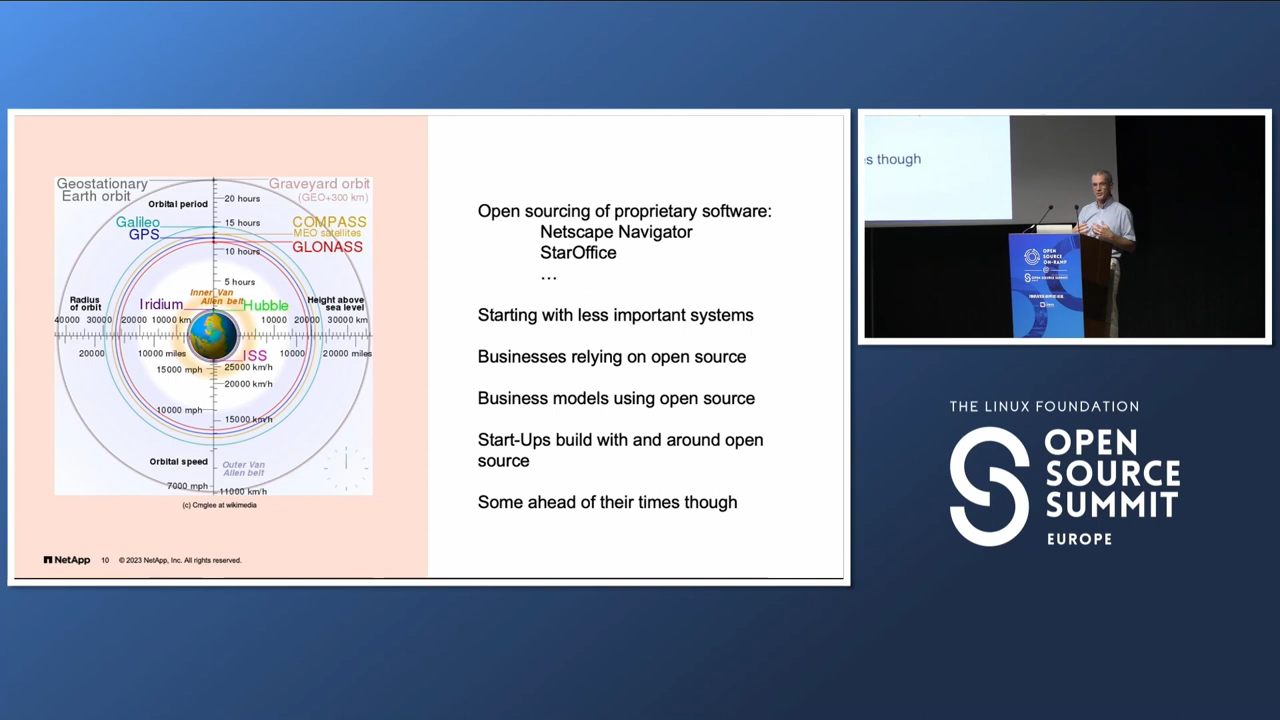 Geostationary
Earth orbit
Graveyard orbit
(GEO+300 km)
Orbital period
20 hours
Galileo
15 hours
COMPASS
MEO satellites
GPS
GLONASS
10 hours
5 hours
Inner Van
Allen belt
Iridium
Hubble
Radius
of orbit
Height above
sea level
40000 30000 20000 10000 km
10000 20000 30000 km
20000 10000 miles
10000 20000 miles
ISS
15000 mph
25000 km/h
20000 km/h
10000 mph
15000 km/h
Orbital speed
Outer Van
Allen belt
7000 mph
11000 km/h
(c) Cmglee at wikimedia
NetApp 10 © 2023 NetApp, Inc. All rights reserved.
Open sourcing of proprietary software:
Netscape Navigator
StarOffice
…
Starting with less important systems
Businesses relying on open source
Business models using open source
Start-Ups build with and around open
source
Some ahead of their times though
s though
OPEN
SOURCE
ON-RAMP
THE LINUX FOUNDATION
OPEN
SOURCE
SUMMIT
EUROPE